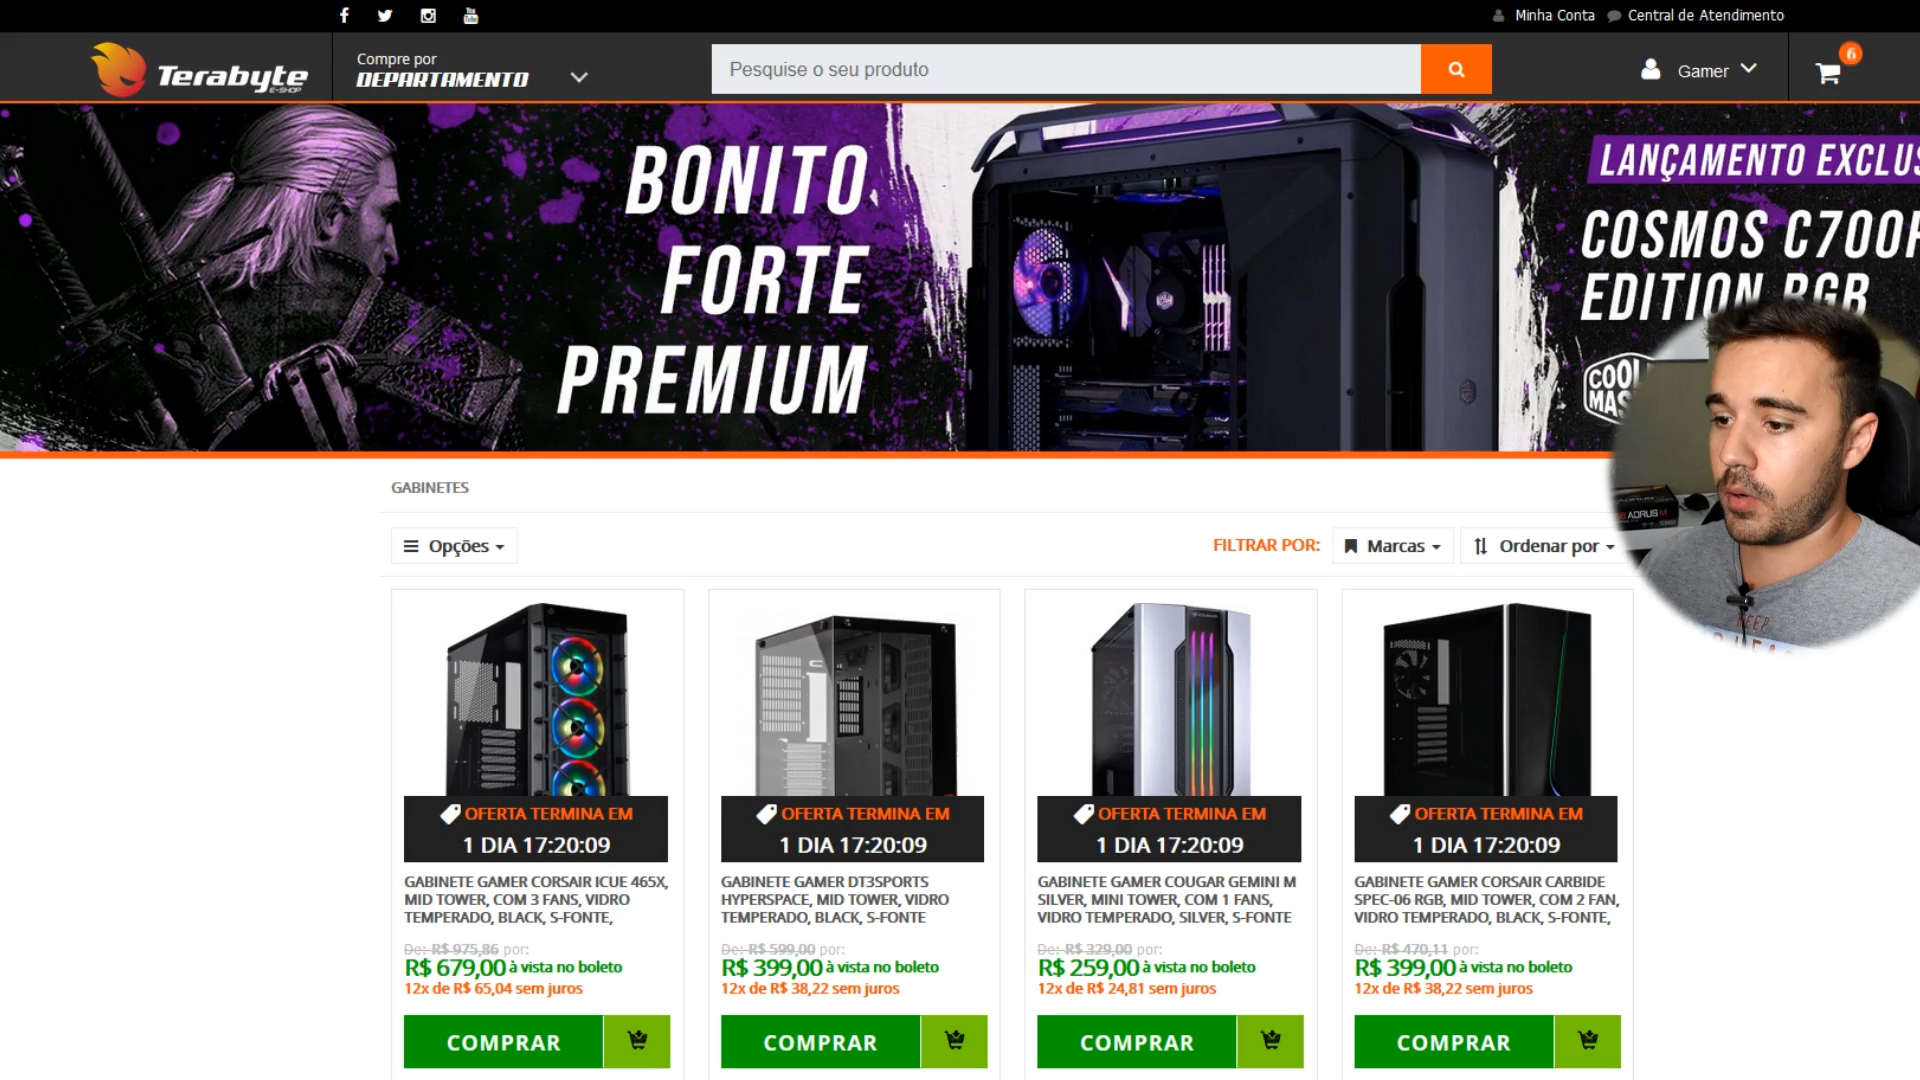 Minha Conta
Central de Atendimento
Terabyte
E-SHOP
Compre por
DEPARTAMENTO
Pesquise o seu produto
Gamer
6
BONITO
FORTE
PREMIUM
LANÇAMENTO EXCLUS
COSMOS C700P
EDITION RGB
COOL
MAS
GABINETES
Opções
FILTRAR POR:
Marcas
Ordenar por
AORUS M
KEEP
OFERTA TERMINA EM
1 DIA 17:20:09
GABINETE GAMER CORSAIR ICUE 465X,
MID TOWER, COM 3 FANS, VIDRO
TEMPERADO, BLACK, S-FONTE,
De: R$ 975,86 por:
R$ 679,00 à vista no boleto
12x de R$ 65,04 sem juros
COMPRAR
OFERTA TERMINA EM
1 DIA 17:20:09
GABINETE GAMER DT3SPORTS
HYPERSPACE, MID TOWER, VIDRO
TEMPERADO, BLACK, S-FONTE
De: R$ 599,00 por:
R$ 399,00 à vista no boleto
12x de R$ 38,22 sem juros
COMPRAR
OFERTA TERMINA EM
1 DIA 17:20:09
GABINETE GAMER COUGAR GEMINI M
SILVER, MINI TOWER, COM 1 FANS,
VIDRO TEMPERADO, SILVER, S-FONTE
De: R$ 329,00 por:
R$ 259,00 à vista no boleto
12x de R$ 24,81 sem juros
COMPRAR
OFERTA TERMINA EM
1 DIA 17:20:09
GABINETE GAMER CORSAIR CARBIDE
SPEC-06 RGB, MID TOWER, COM 2 FAN,
VIDRO TEMPERADO, BLACK, S-FONTE,
De: R$ 470,11 por:
R$ 399,00 à vista no boleto
12x de R$ 38,22 sem juros
COMPRAR